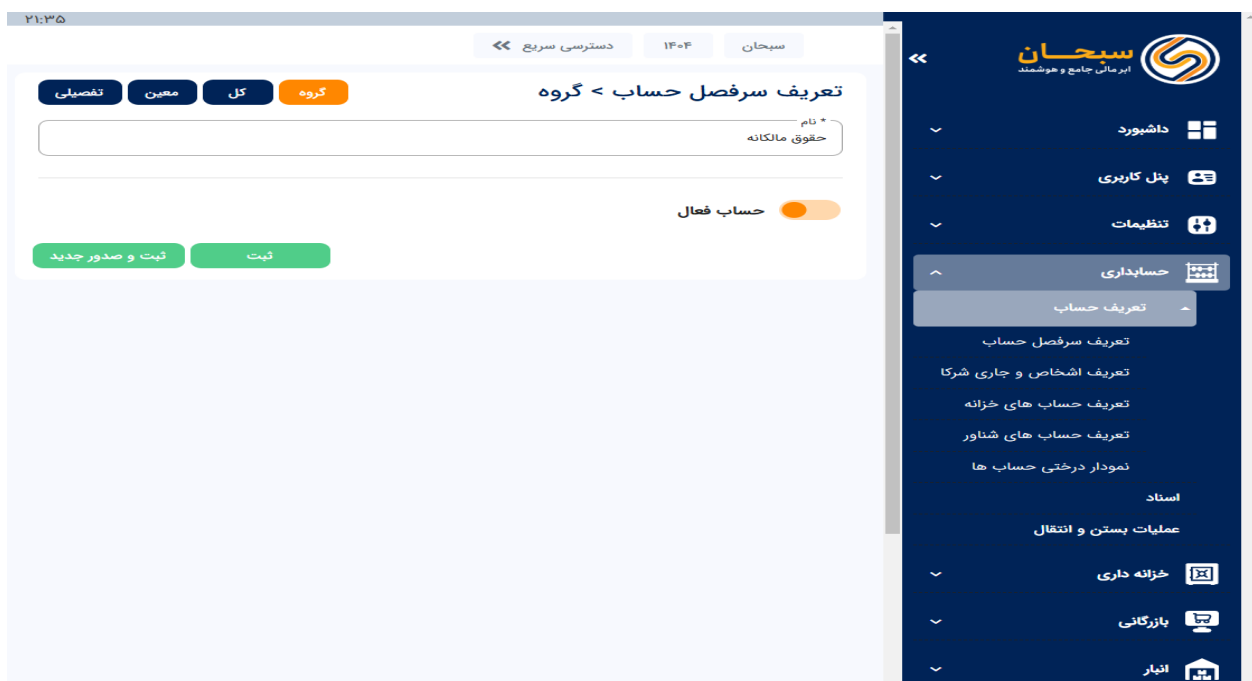 ۲۱:۳۵
سبحان
۱۴۰۴
دسترسی سریع
سبحان
ابر مالی جامع و هوشمند
تعریف سرفصل حساب > گروه
گروه
کل
معین
تفصیلی
* نام
حقوق مالکانه
حساب فعال
ثبت
ثبت و صدور جدید
داشبورد
پنل کاربری
تنظیمات
حسابداری
تعریف حساب
تعریف سرفصل حساب
تعریف اشخاص و جاری شرکا
تعریف حساب های خزانه
تعریف حساب های شناور
نمودار درختی حساب ها
اسناد
عملیات بستن و انتقال
خزانه داری
بازرگانی
انبار